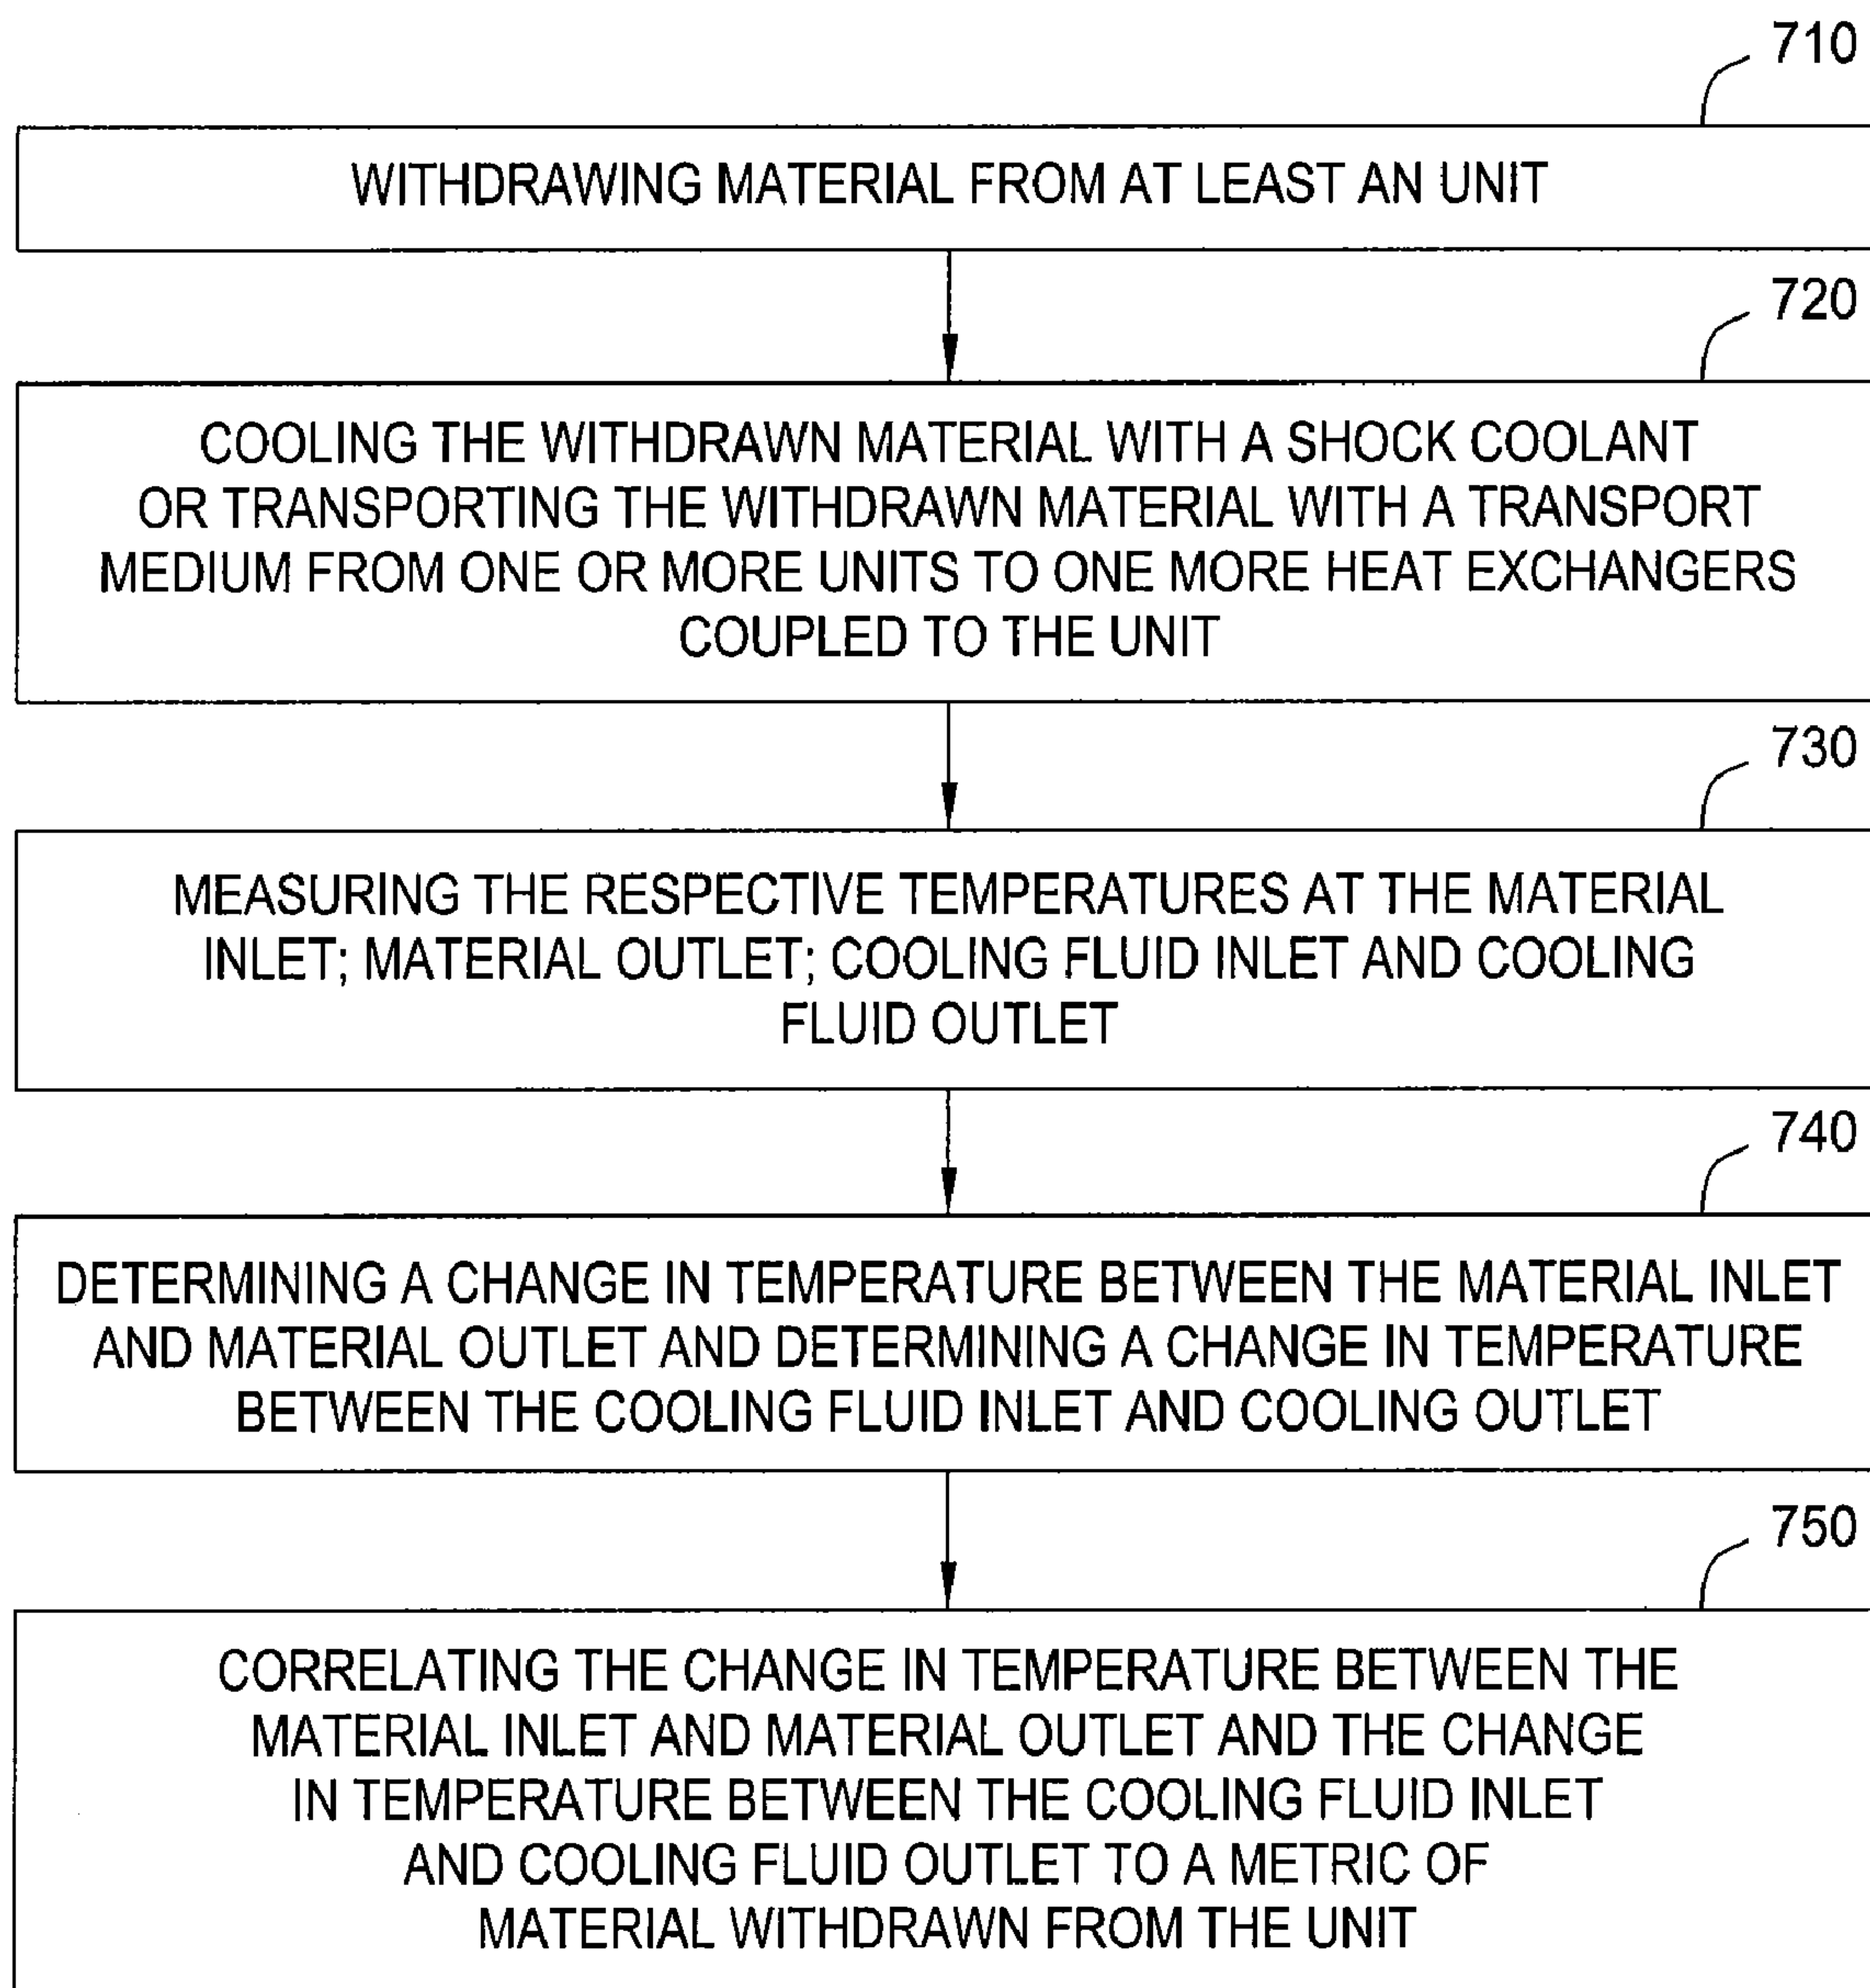 710
WITHDRAWING MATERIAL FROM AT LEAST AN UNIT
720
COOLING THE WITHDRAWN MATERIAL WITH A SHOCK COOLANT
OR TRANSPORTING THE WITHDRAWN MATERIAL WITH A TRANSPORT
MEDIUM FROM ONE OR MORE UNITS TO ONE MORE HEAT EXCHANGERS
COUPLED TO THE UNIT
730
MEASURING THE RESPECTIVE TEMPERATURES AT THE MATERIAL
INLET; MATERIAL OUTLET; COOLING FLUID INLET AND COOLING
FLUID OUTLET
740
DETERMINING A CHANGE IN TEMPERATURE BETWEEN THE MATERIAL INLET
AND MATERIAL OUTLET AND DETERMINING A CHANGE IN TEMPERATURE
BETWEEN THE COOLING FLUID INLET AND COOLING OUTLET
750
CORRELATING THE CHANGE IN TEMPERATURE BETWEEN THE
MATERIAL INLET AND MATERIAL OUTLET AND THE CHANGE
IN TEMPERATURE BETWEEN THE COOLING FLUID INLET
AND COOLING FLUID OUTLET TO A METRIC OF
MATERIAL WITHDRAWN FROM THE UNIT